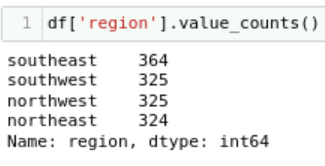 1 df['region'].value_counts()
southeast 364
southwest 325
northwest 325
northeast 324
Name: region, dtype: int64